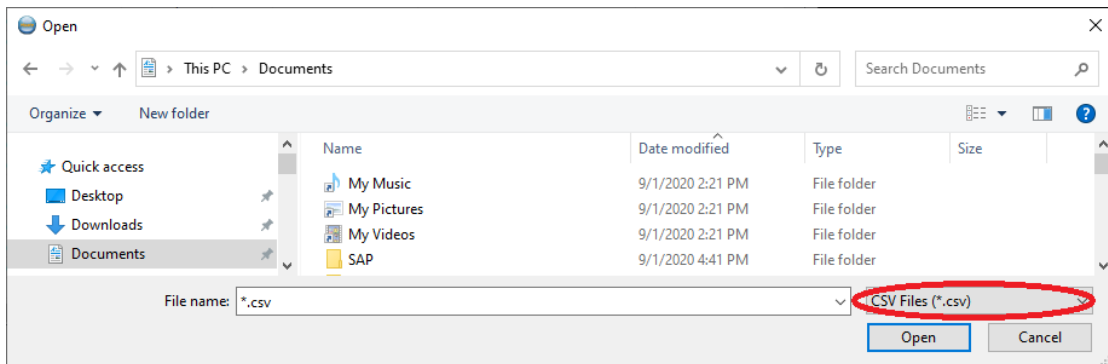 Open
This PC > Documents
Search Documents
Organize
New folder
Name Date modified Type Size
Quick access
Desktop
Downloads
Documents
My Music 9/1/2020 2:21 PM File folder
My Pictures 9/1/2020 2:21 PM File folder
My Videos 9/1/2020 2:21 PM File folder
SAP 9/1/2020 4:41 PM File folder
File name: *.csv
CSV Files (*.csv)
Open Cancel